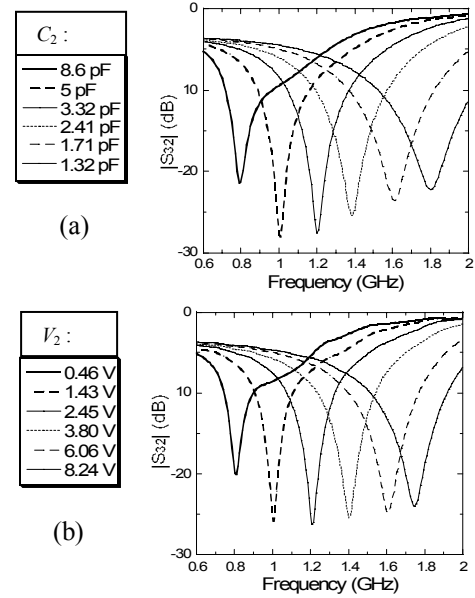 C2 :
8.6 pF
5 pF
3.32 pF
2.41 pF
1.71 pF
1.32 pF
(a)
|S32| (dB)
0
10
-20
-30
0.6 0.8 1 1.2 1.4 1.6 1.8 2
Frequency (GHz)
V2 :
0.46 V
1.43 V
2.45 V
3.80 V
6.06 V
8.24 V
(b)
|S32| (dB)
0
10
-20
-30
0.6 0.8 1 1.2 1.4 1.6 1.8 2
Frequency (GHz)